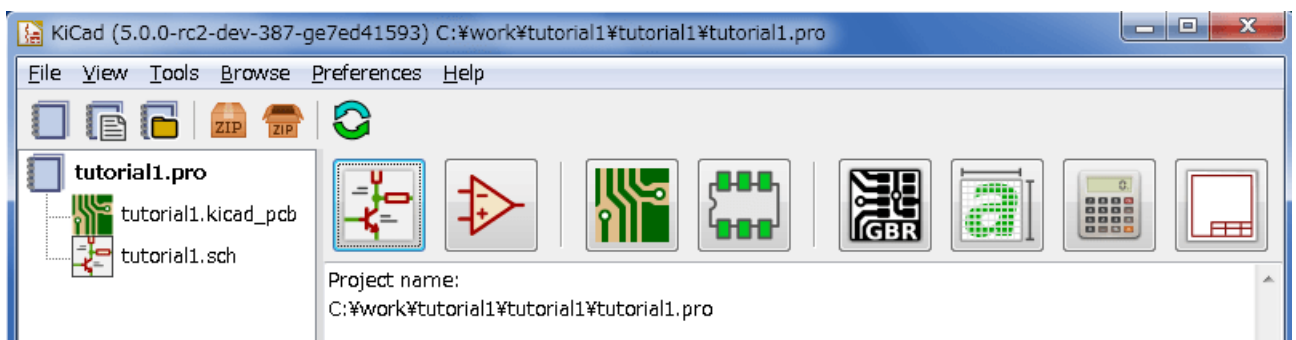 KiCad (5.0.0-rc2-dev-387-ge7ed41593) C:¥work¥tutorial1¥tutorial1¥tutorial1.pro
File View Tools Browse Preferences Help
ZIP ZIP
tutorial1.pro
tutorial1.kicad_pcb
tutorial1.sch
GBR a 0.
Project name:
C:¥work¥tutorial1¥tutorial1¥tutorial1.pro